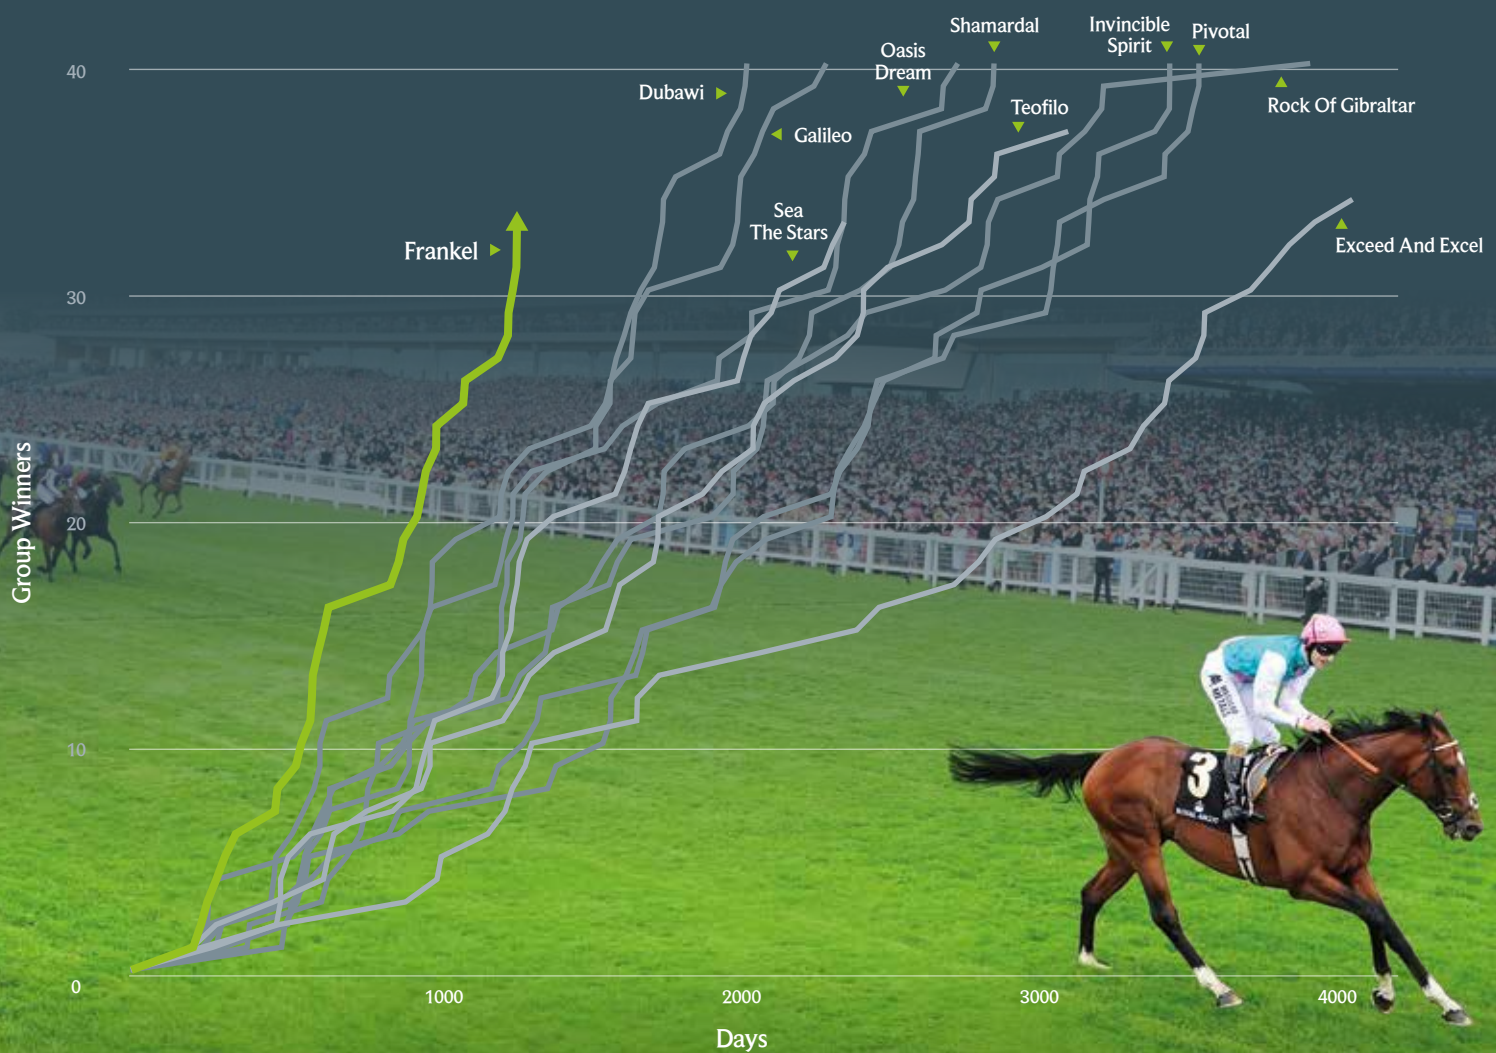 Shamardal
Invincible
Spirit
Pivotal
Oasis
Dream
40
Dubawi
Rock Of Gibraltar
Teofilo
Galileo
Sea
The Stars
Frankel
Exceed And Excel
30
Group Winners
20
10
3
0
1000
2000
3000
4000
Days